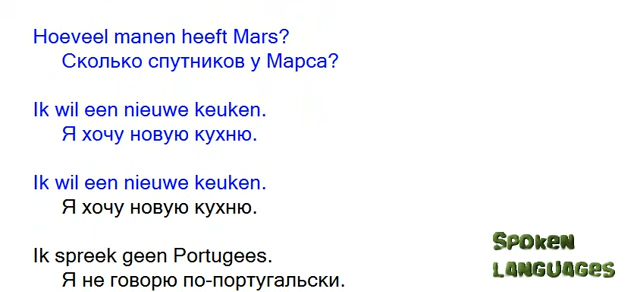 Hoeveel manen heeft Mars?
Сколько спутников у Марса?
Ik wil een nieuwe keuken.
Я хочу новую кухню.
Ik wil een nieuwe keuken.
Я хочу новую кухню.
Ik spreek geen Portugees.
Я не говорю по-португальски.
Spoken
Languages